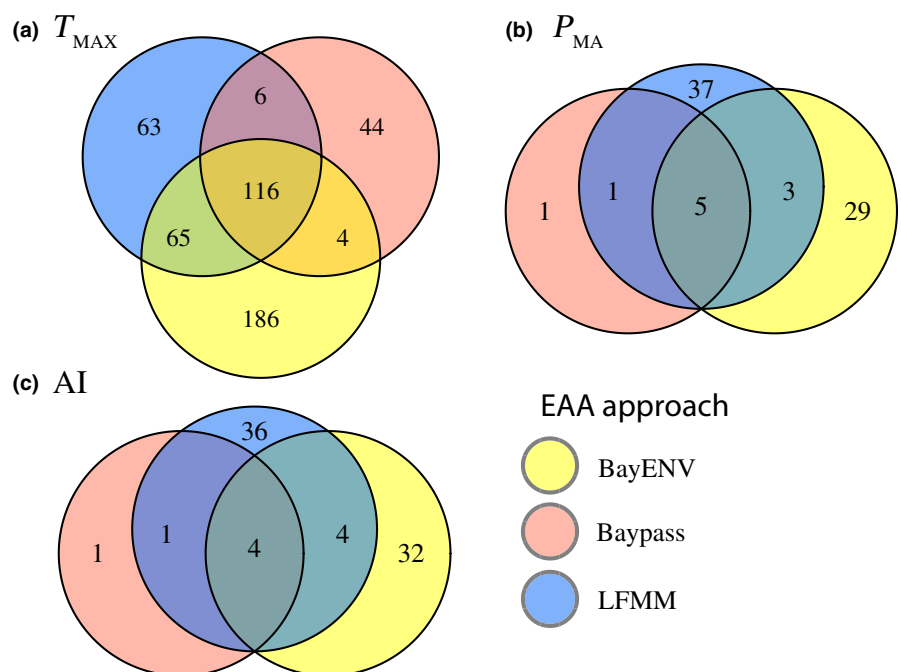 (a) TMAX
63
6
44
116
65
4
186
(b) PMA
37
1
1
5
3
29
(c) AI
36
1
1
4
4
32
EAA approach
BayENV
Baypass
LFMM